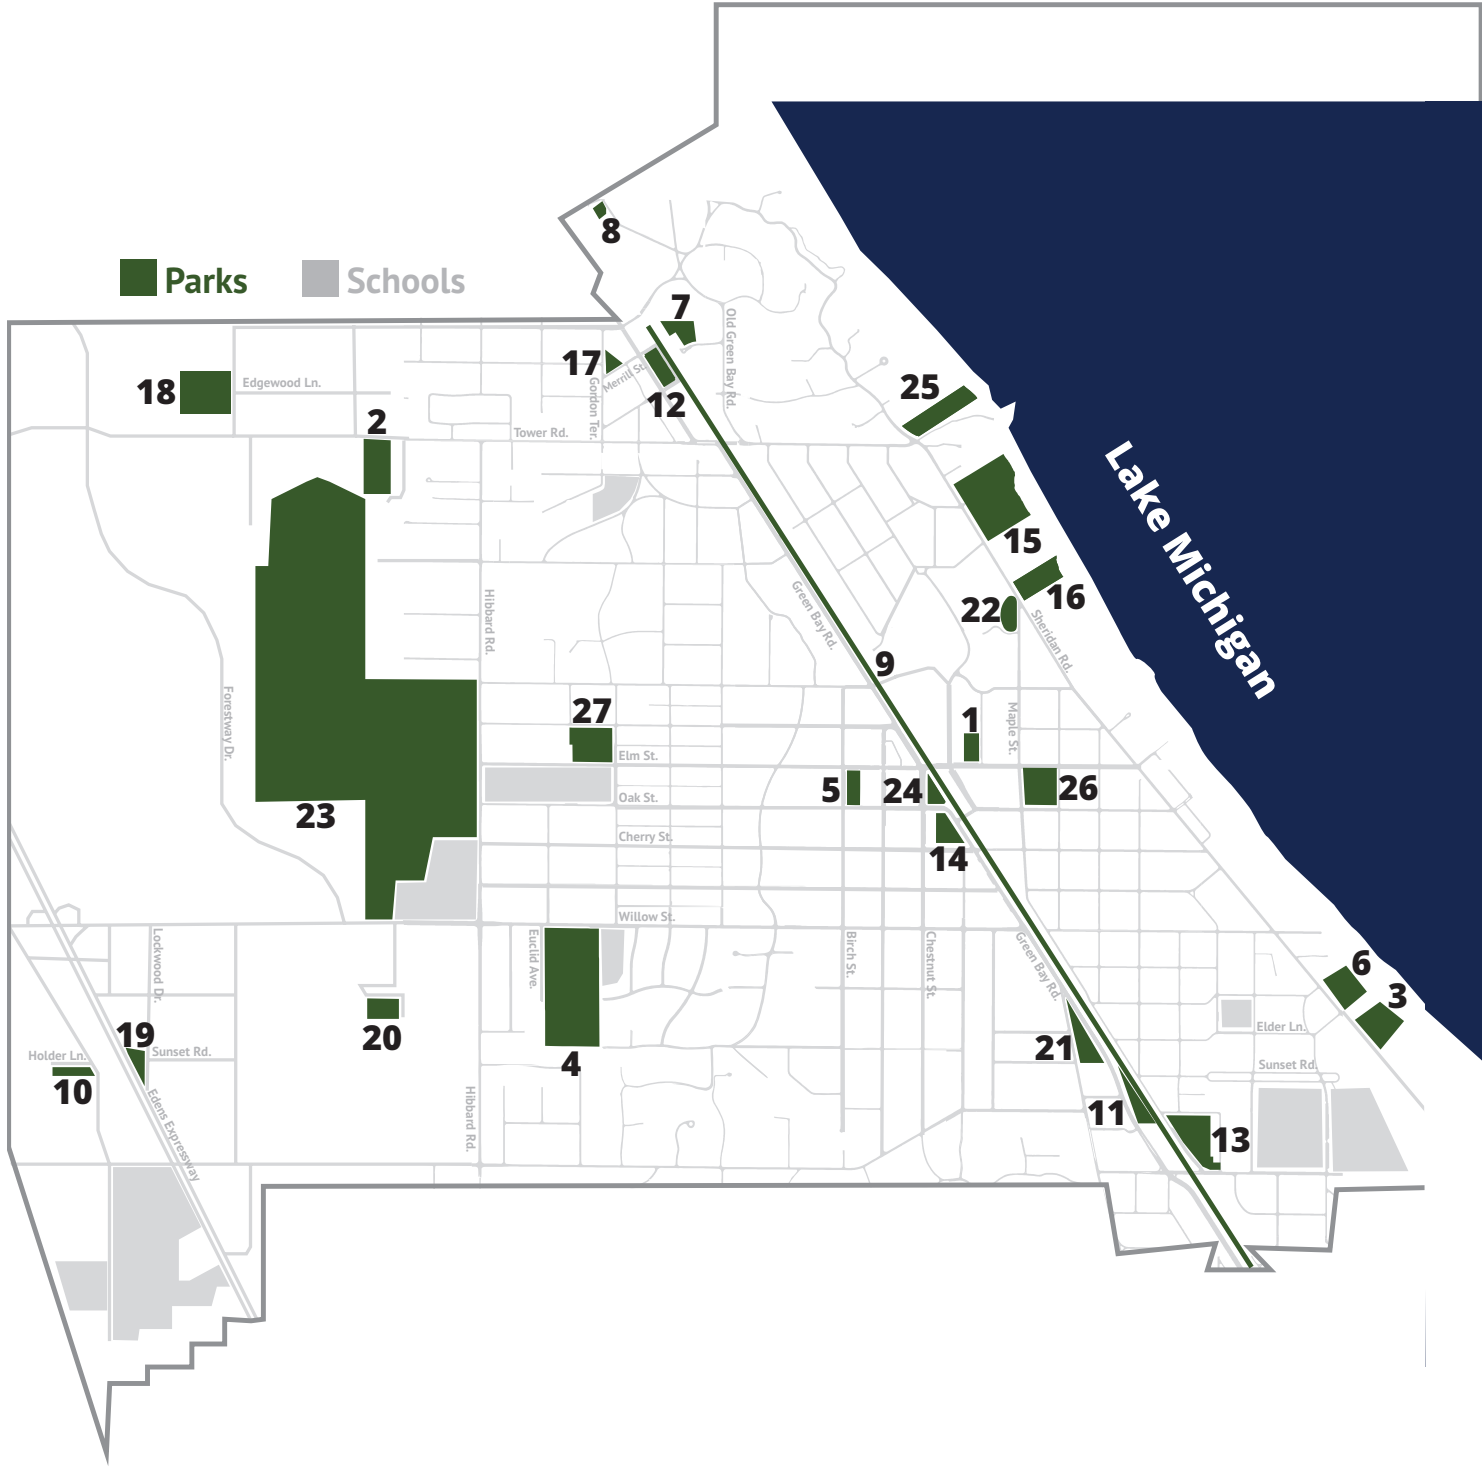 8
Parks
Schools
7
Old Green Bay Rd.
17
Merrill St.
Gordon Ter.
12
18
Edgewood Ln.
25
2
Tower Rd.
Lake Michigan
15
16
22
Green Bay Rd.
Hibbard Rd.
Sheridan Rd.
9
Forestway Dr.
27
1
Maple St.
Elm St.
5
24
26
Oak St.
23
Cherry St.
14
Willow St.
Lockwood Dr.
Euclid Ave.
Birch St.
Chestnut St.
Green Bay Rd.
6
3
Elder Ln.
19
20
21
Holder Ln.
Sunset Rd.
4
Sunset Rd.
10
Edens Expressway
Hibbard Rd.
11
13